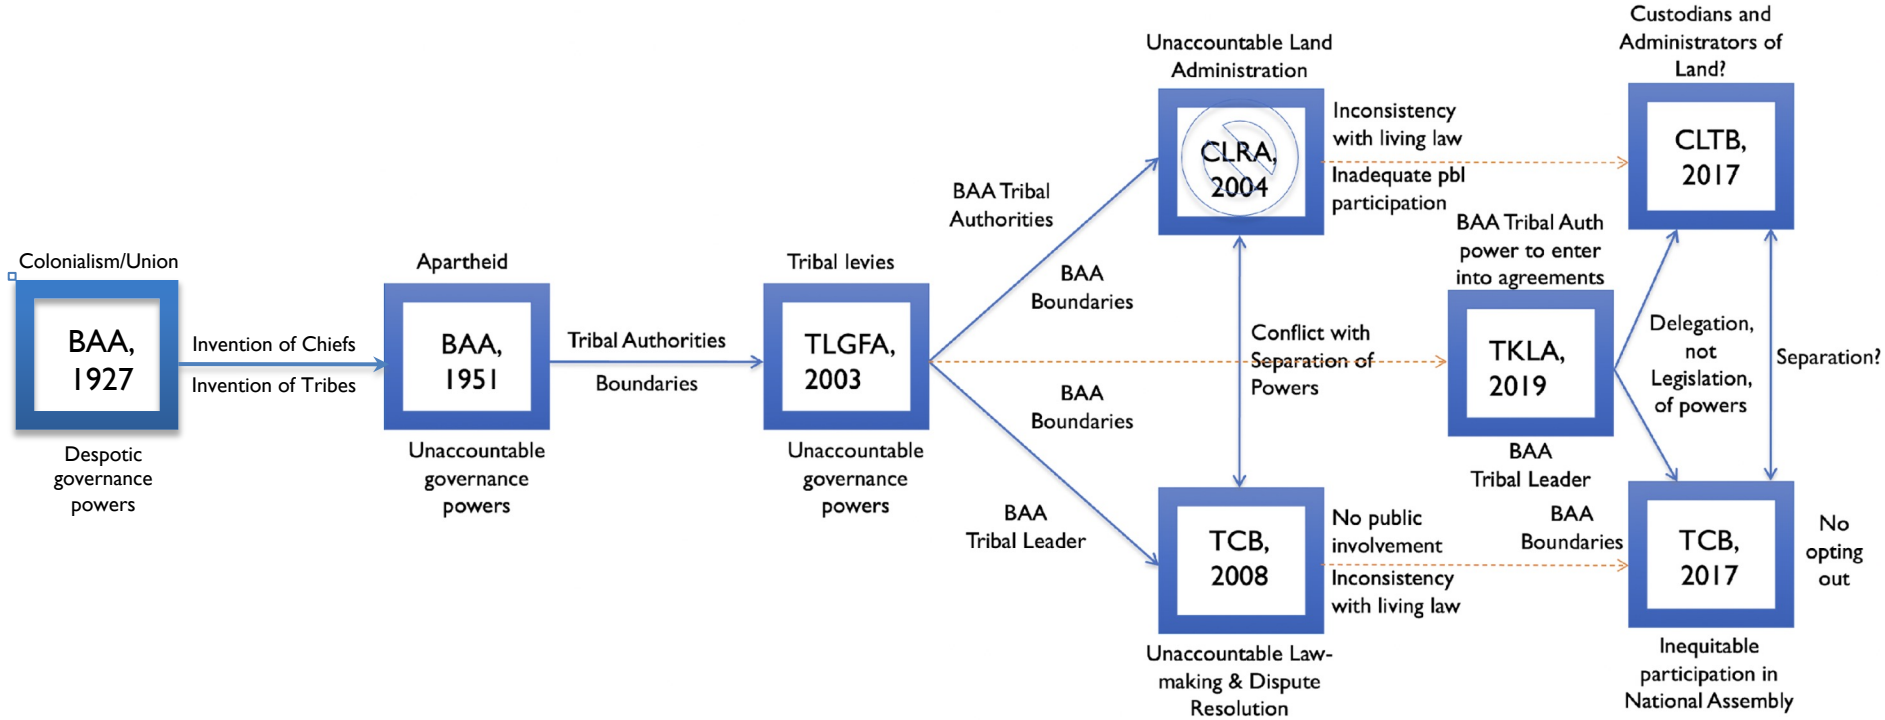 Colonialism/Union
BAA,
1927
Despotic
governance
powers
Invention of Chiefs
Invention of Tribes
Apartheid
BAA,
1951
Unaccountable
governance
powers
Tribal Authorities
Boundaries
Tribal levies
TLGFA,
2003
Unaccountable
governance
powers
BAA Tribal
Authorities
BAA
Boundaries
BAA
Boundaries
BAA
Tribal Leader
Unaccountable Land
Administration
CLRA,
2004
Inconsistency
with living law
Inadequate pbl
participation
Conflict with
Separation of
Powers
TCB,
2008
Unaccountable Law-
making & Dispute
Resolution
No public
involvement
Inconsistency
with living law
BAA Tribal Auth
power to enter
into agreements
TKLA,
2019
BAA
Tribal Leader
BAA
Boundaries
Custodians and
Administrators of
Land?
CLTB,
2017
Delegation,
not
Legislation,
of powers
Separation?
TCB,
2017
No
opting
out
Inequitable
participation in
National Assembly